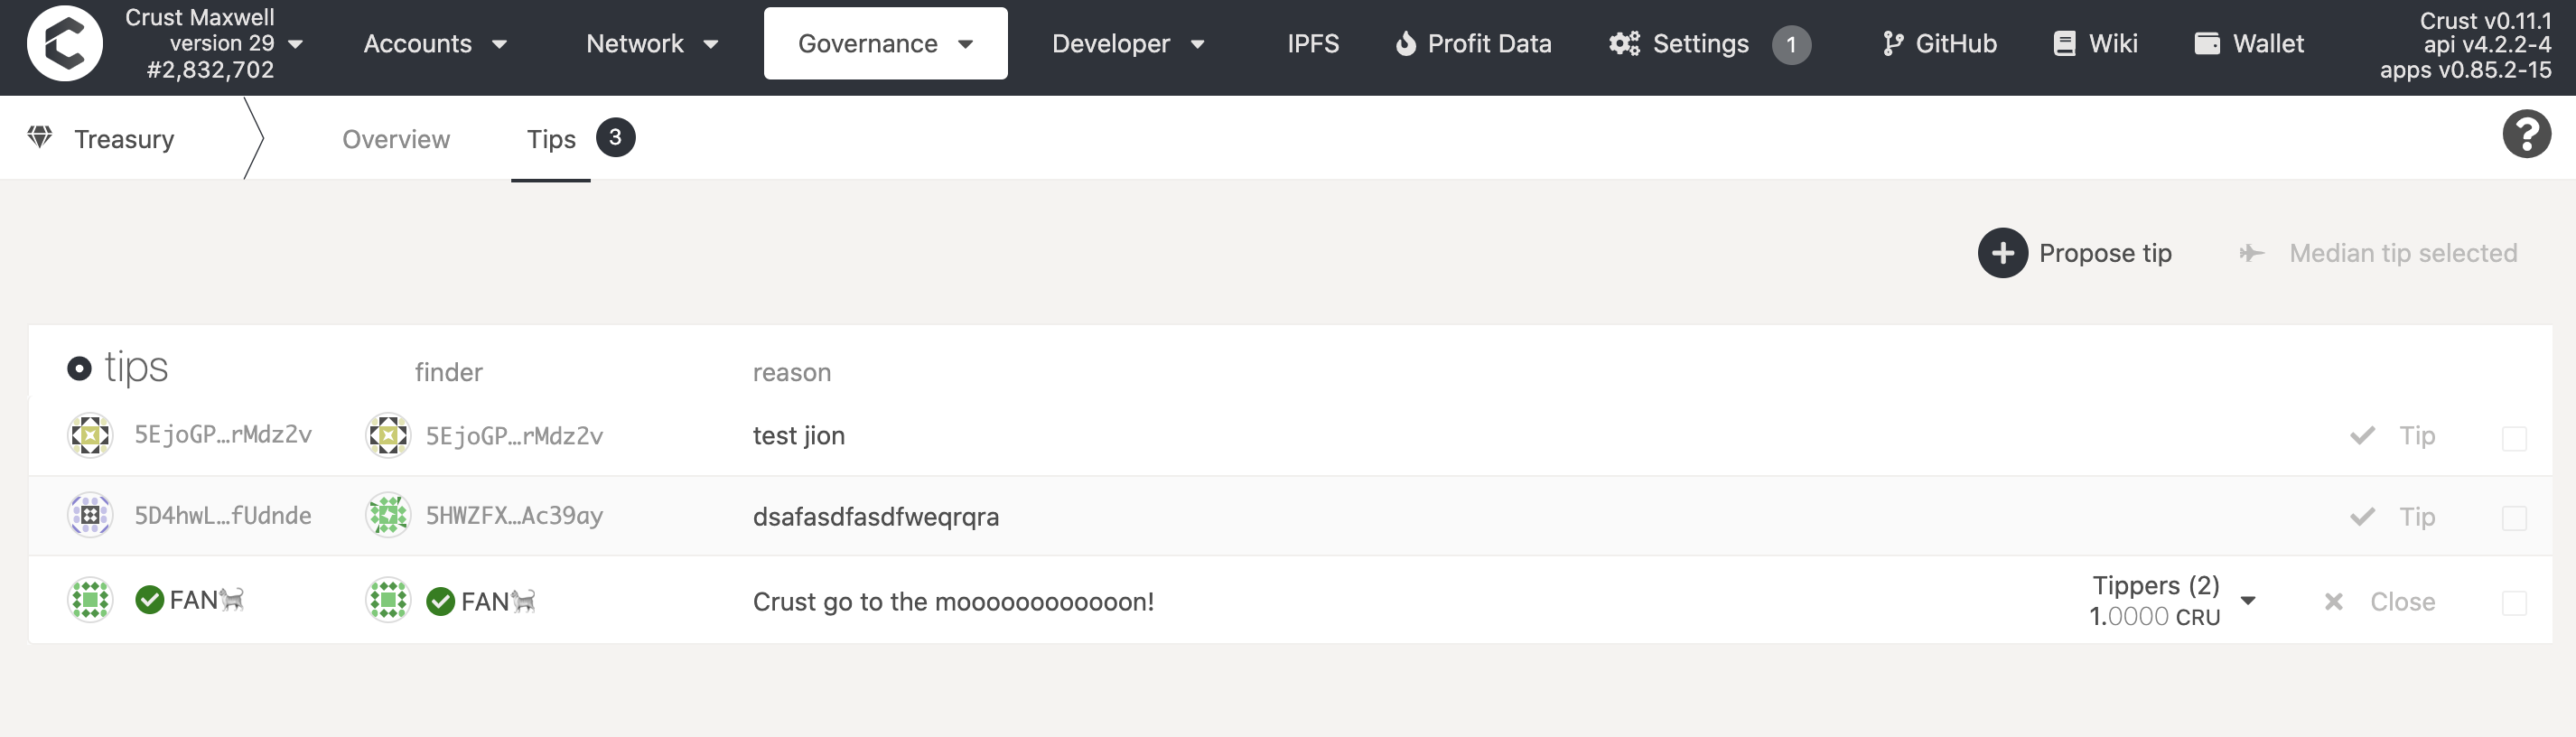 Crust Maxwell
version 29
#2,832,702
Accounts
Network
Governance
Developer
IPFS
Profit Data
Settings 1
GitHub
Wiki
Wallet
Crust v0.11.1
api v4.2.2-4
apps v0.85.2-15
Treasury
Overview
Tips 3
?
Propose tip
Median tip selected
tips finder reason
5EjoGP…rMdz2v 5EjoGP…rMdz2v test jion Tip
5D4hwL…fUdnde 5HWZFX…Ac39ay dsafasdfasdfweqrqra Tip
FAN🐈 FAN🐈 Crust go to the moooooooooooon! Tippers (2) Close
1.0000 CRU